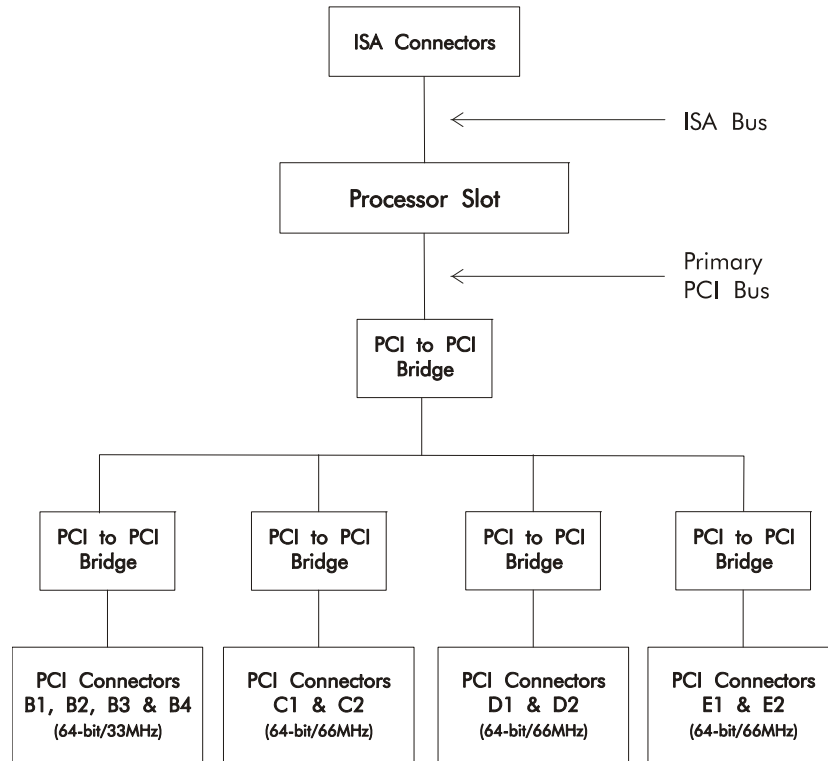 ISA Connectors
ISA Bus
Processor Slot
Primary
PCI Bus
PCI to PCI
Bridge
PCI to PCI
Bridge
PCI to PCI
Bridge
PCI to PCI
Bridge
PCI to PCI
Bridge
PCI Connectors
B1, B2, B3 & B4
(64-bit/33MHz)
PCI Connectors
C1 & C2
(64-bit/66MHz)
PCI Connectors
D1 & D2
(64-bit/66MHz)
PCI Connectors
E1 & E2
(64-bit/66MHz)